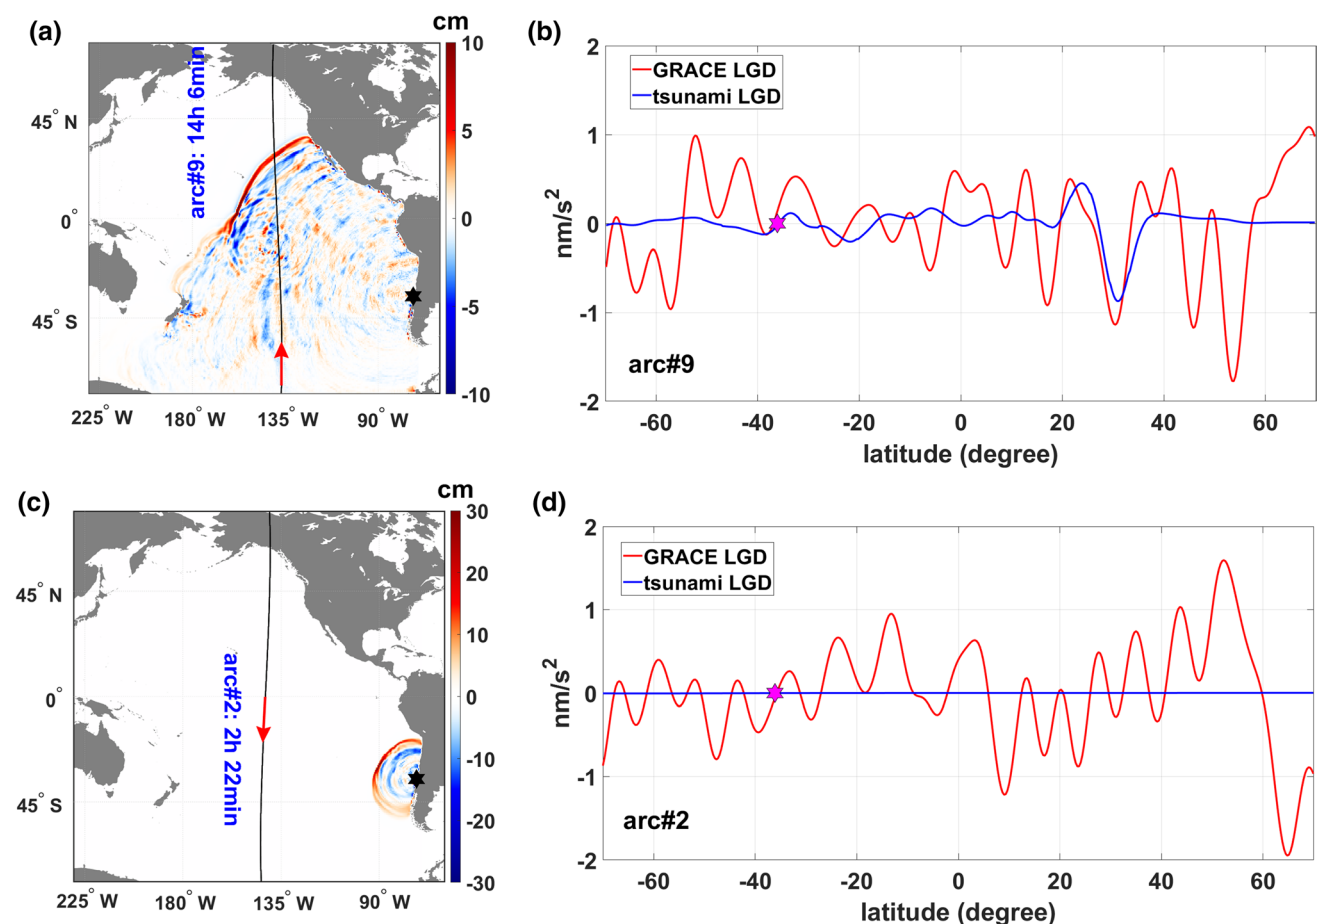 (a)
cm
10
5
0
-5
-10
45° N
0°
45° S
225° W
180° W
135° W
90° W
arc#9: 14h 6min
(b)
2
1
0
-1
-2
nm/s²
GRACE LGD
tsunami LGD
arc#9
-60
-40
-20
0
20
40
60
latitude (degree)
(c)
cm
30
20
10
0
-10
-20
-30
45° N
0°
45° S
225° W
180° W
135° W
90° W
arc#2: 2h 22min
(d)
2
1
0
-1
-2
nm/s²
GRACE LGD
tsunami LGD
arc#2
-60
-40
-20
0
20
40
60
latitude (degree)